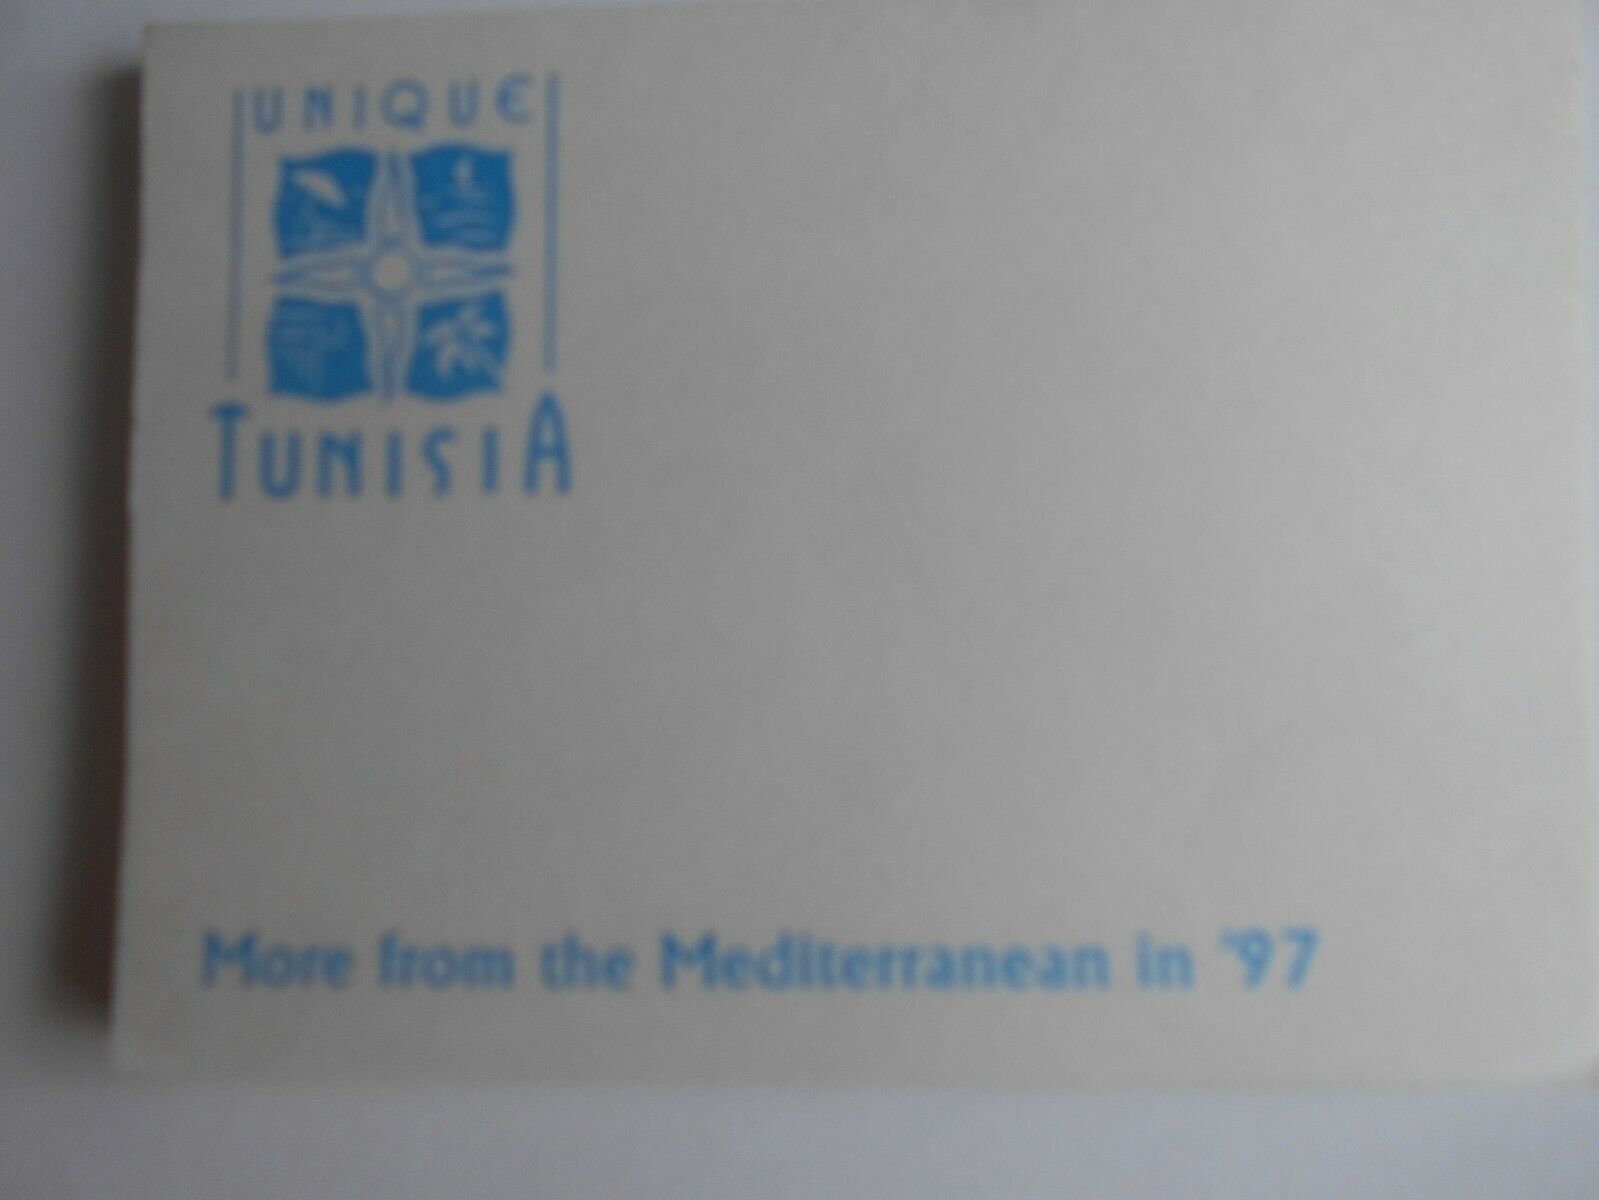 UNIQUE
TUNISIA
More from the Mediterranean in '97